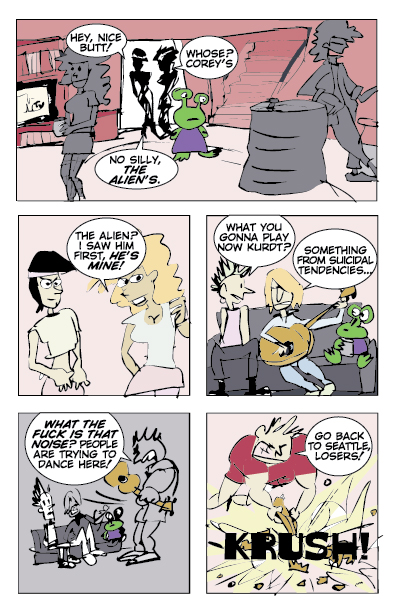 HEY, NICE
BUTT!
WHOSE?
COREY'S
NO SILLY,
THE
ALIEN'S.
THE ALIEN?
I SAW HIM
FIRST, HE'S
MINE!
WHAT YOU
GONNA PLAY
NOW KURDT?
SOMETHING
FROM SUICIDAL
TENDENCIES...
WHAT THE
FUCK IS THAT
NOISE? PEOPLE
ARE TRYING TO
DANCE HERE!
GO BACK
TO SEATTLE,
LOSERS!
KRUSH!